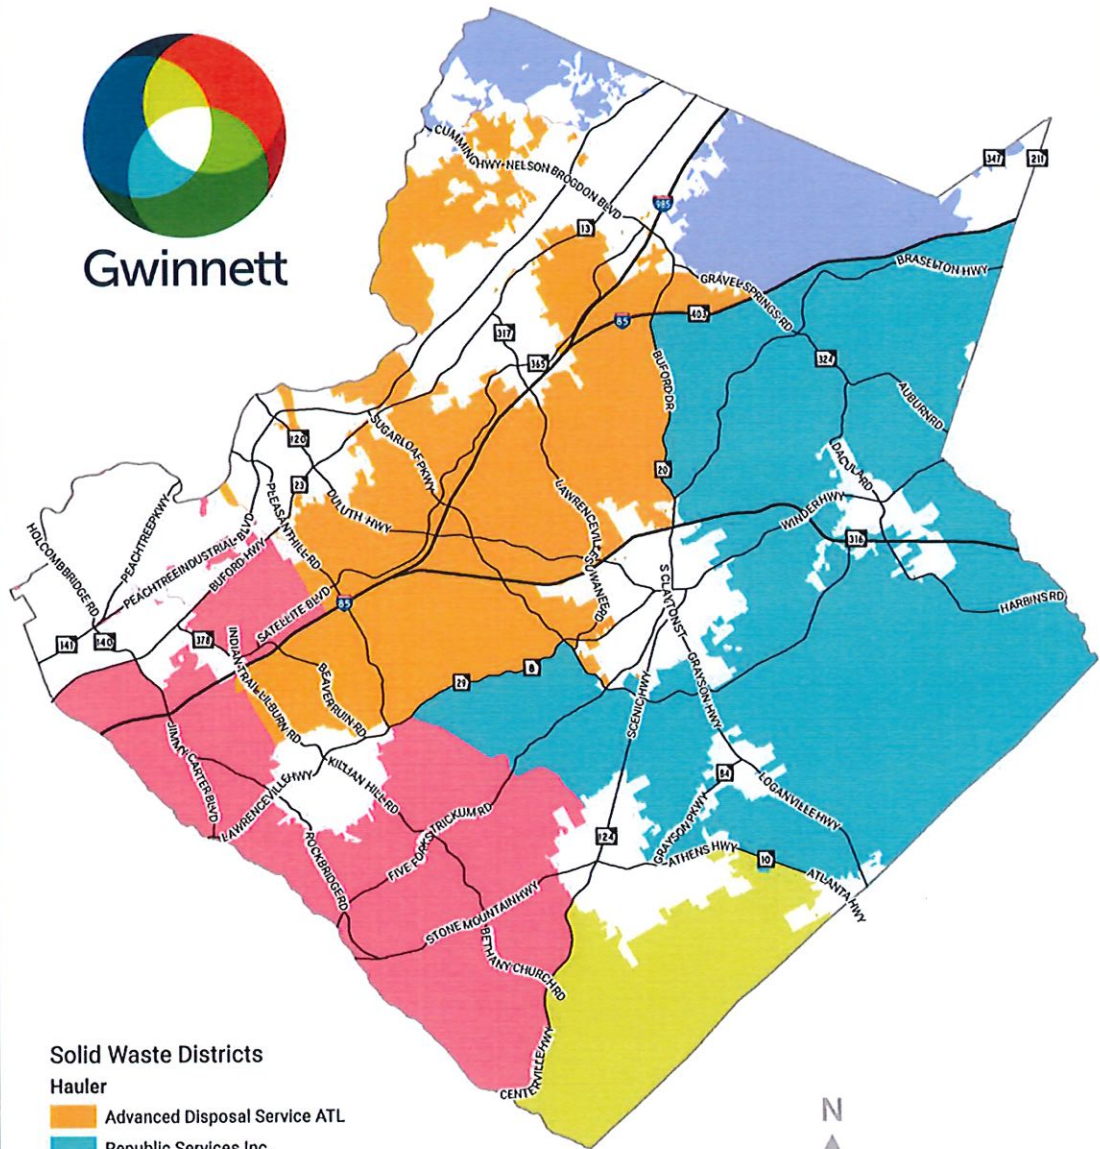 Gwinnett
CUMMING HWY-NELSON BROGDON BLVD
985
347
211
13
BRASELTON HWY
GRAVEL SPRINGS RD
403
85
317
365
324
BUFORD DR
AUBURN RD
120
SUGARLOAF PKWY
20
DACULA RD
23
PLEASANT HILL RD
DULUTH HWY
LAWRENCEVILLE SUWANEE RD
WINDER HWY
PEACHTREE PKWY
HOLCOMB BRIDGE RD
PEACHTREE INDUSTRIAL BLVD
BUFORD HWY
316
SATELLITE BLVD
85
S CLAYTON ST
HARBINS RD
141
140
378
INDIAN TRAIL LILBURN RD
BEAVER RUIN RD
29
8
GRAYSON HWY
SCENIC HWY
JIMMY CARTER BLVD
KILLIAN HILL RD
LAWRENCEVILLE HWY
84
LOGANVILLE HWY
FIVE FORKS TRICKUM RD
124
GRAYSON PKWY
ATHENS HWY
10
ROCKBRIDGE RD
ATLANTA HWY
STONE MOUNTAIN HWY
BETHANY CHURCH RD
CENTERVILLE HWY
Solid Waste Districts
Hauler
Advanced Disposal Service ATL
Republic Services Inc
N